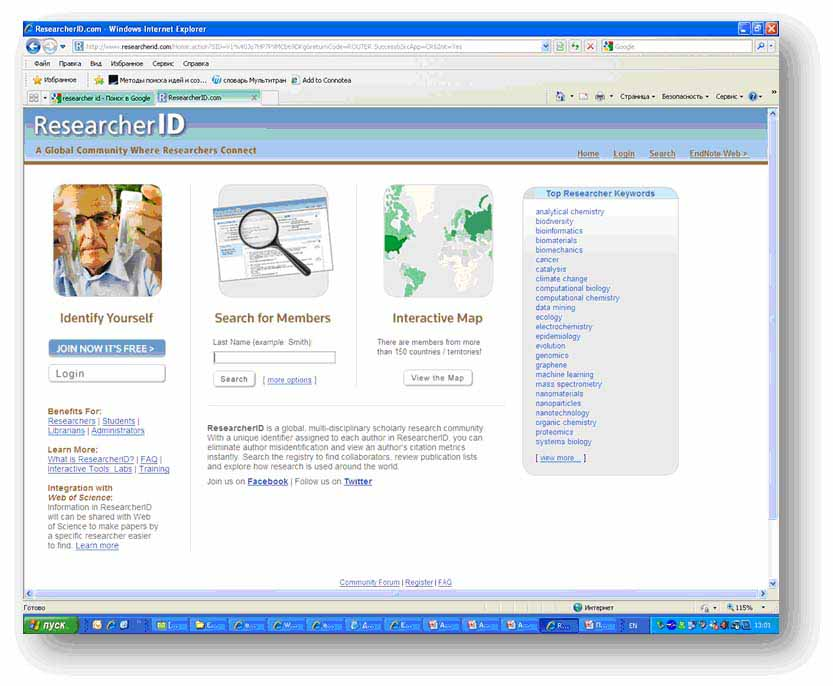 ResearcherID.com - Windows Internet Explorer
Google
Файл Правка Вид Избранное Сервис Справка
Избранное Методы поиска идей и соз... словарь Мультитран Add to Connotea
researcher id - Поиск в Google ResearcherID.com
Страница Безопасность Сервис
ResearcherID
A Global Community Where Researchers Connect
Home Login Search EndNote Web >
Identify Yourself
JOIN NOW IT'S FREE >
Login
Benefits For:
Researchers | Students |
Librarians | Administrators
Learn More:
What is ResearcherID? | FAQ |
Interactive Tools: Labs | Training
Integration with
Web of Science:
Information in ResearcherID
will can be shared with Web
of Science to make papers by
a specific researcher easier
to find. Learn more
Search for Members
Last Name (example: Smith)
Search [ more options ]
Interactive Map
There are members from more
than 150 countries / territories!
View the Map
ResearcherID is a global, multi-disciplinary scholarly research community.
With a unique identifier assigned to each author in ResearcherID, you can
eliminate author misidentification and view an author's citation metrics
instantly. Search the registry to find collaborators, review publication lists
and explore how research is used around the world.
Join us on Facebook | Follow us on Twitter
Top Researcher Keywords
analytical chemistry
biodiversity
bioinformatics
biomaterials
biomechanics
cancer
catalysis
climate change
computational biology
computational chemistry
data mining
ecology
electrochemistry
epidemiology
evolution
genomics
graphene
machine learning
mass spectrometry
nanomaterials
nanoparticles
nanotechnology
organic chemistry
proteomics
systems biology
[ view more... ]
Community Forum | Register | FAQ
Готово Интернет 115%
пуск EN 13:01